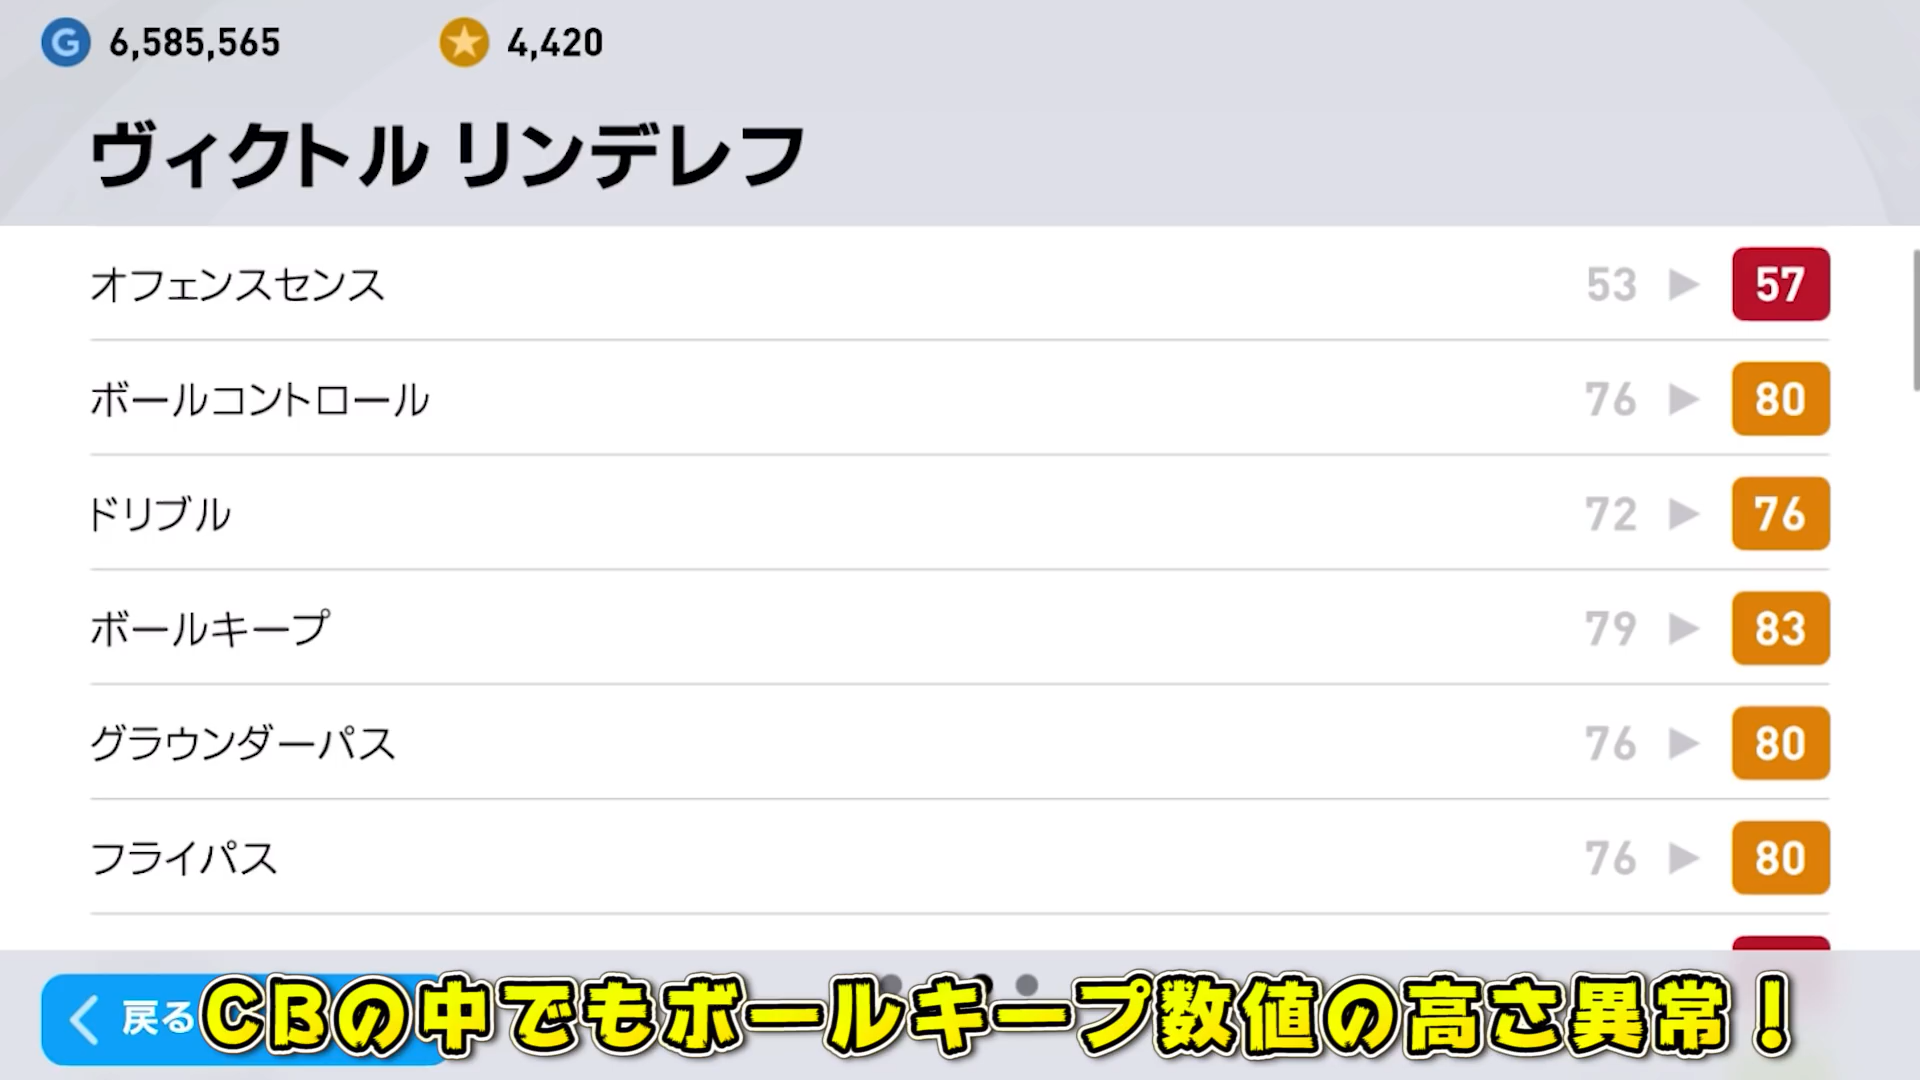 G 6,585,565 4,420
ヴィクトル リンデレフ
オフェンスセンス 53 ▶ 57
ボールコントロール 76 ▶ 80
ドリブル 72 ▶ 76
ボールキープ 79 ▶ 83
グラウンダーパス 76 ▶ 80
フライパス 76 ▶ 80
戻る
CBの中でもボールキープ数値の高さ異常！